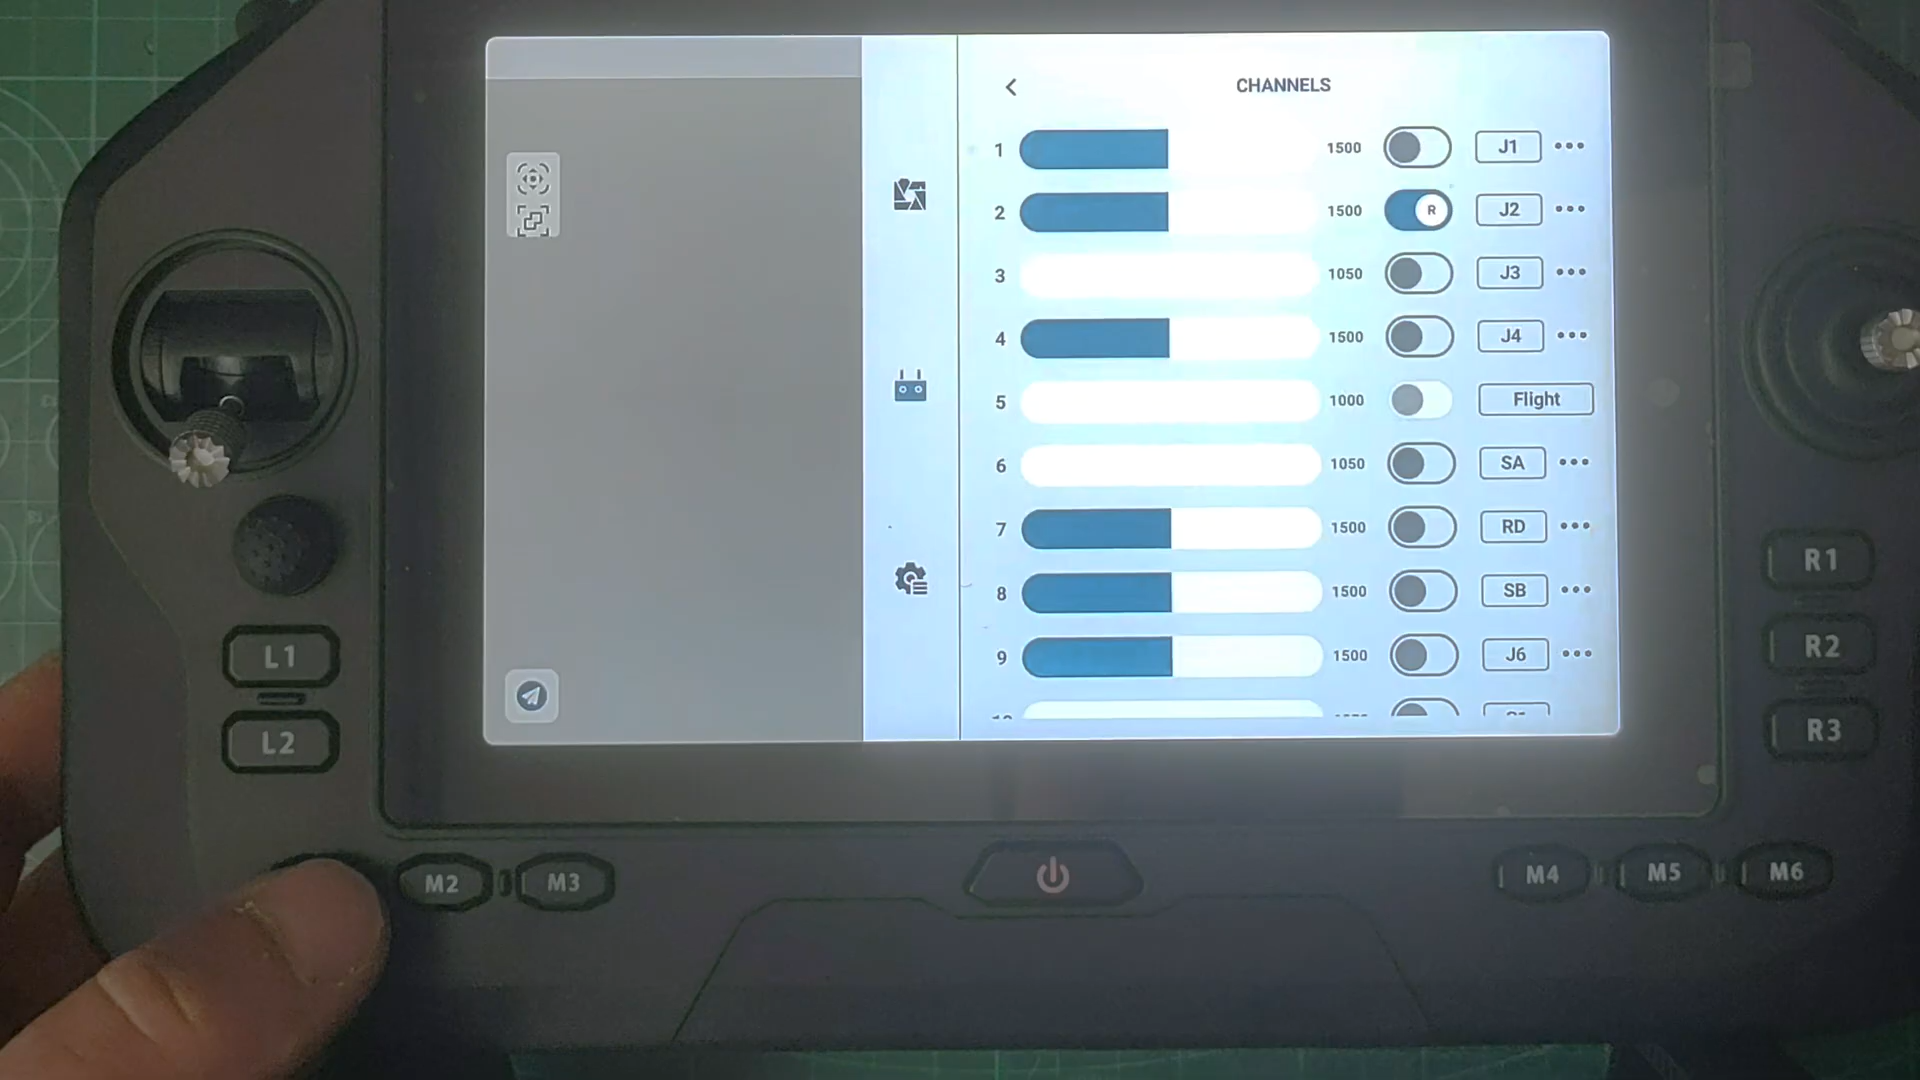 CHANNELS
1 1500 J1
2 1500 R J2
3 1050 J3
4 1500 J4
5 1000 Flight
6 1050 SA
7 1500 RD
8 1500 SB
9 1500 J6
L1
L2
R1
R2
R3
M2 M3
M4 M5 M6